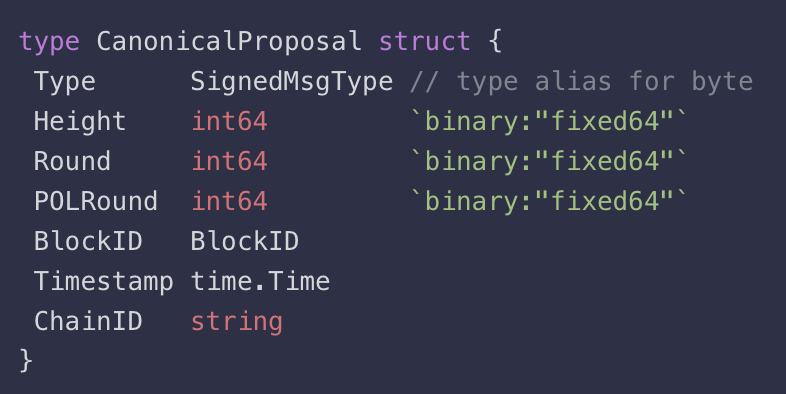 type CanonicalProposal struct {
 Type      SignedMsgType // type alias for byte
 Height    int64         `binary:"fixed64"`
 Round     int64         `binary:"fixed64"`
 POLRound  int64         `binary:"fixed64"`
 BlockID   BlockID
 Timestamp time.Time
 ChainID   string
}